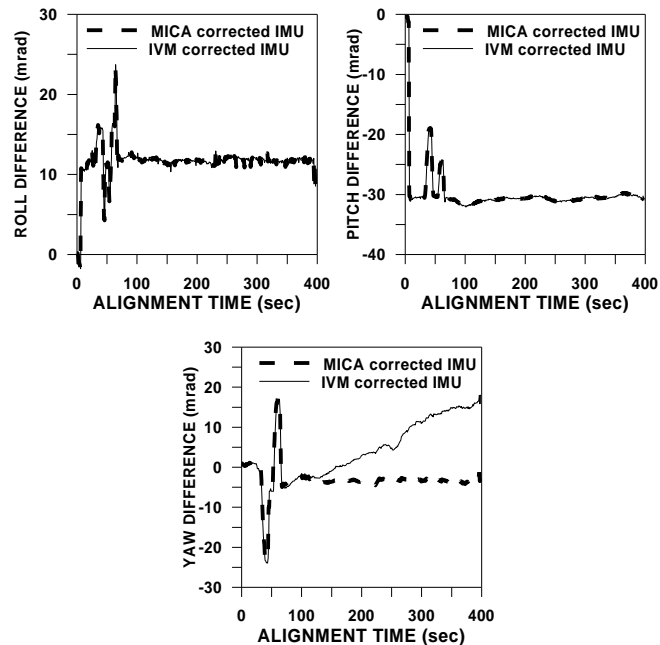 MICA corrected IMU
IVM corrected IMU
30
20
10
0
ROLL DIFFERENCE (mrad)
0 100 200 300 400
ALIGNMENT TIME (sec)
MICA corrected IMU
IVM corrected IMU
0
-10
-20
-30
-40
PITCH DIFFERENCE (mrad)
0 100 200 300 400
ALIGNMENT TIME (sec)
MICA corrected IMU
IVM corrected IMU
30
20
10
0
-10
-20
-30
YAW DIFFERENCE (mrad)
0 100 200 300 400
ALIGNMENT TIME (sec)